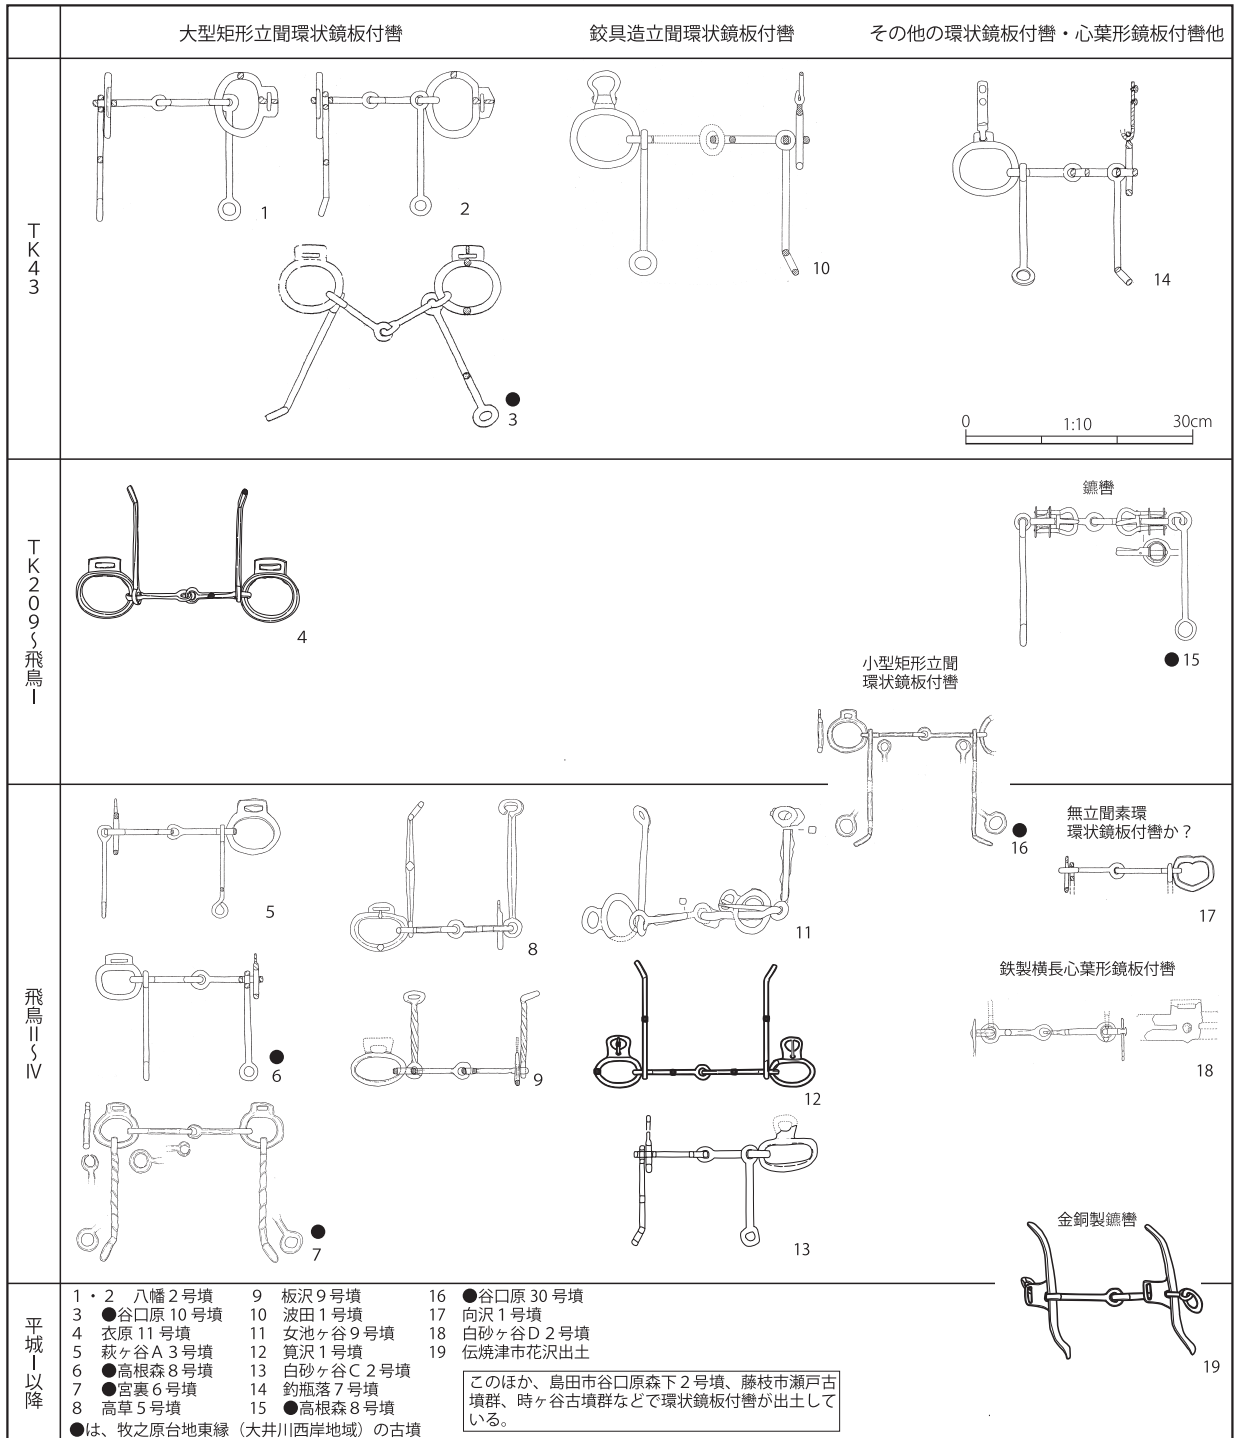 大型矩形立聞環状鏡板付轡
鉸具造立聞環状鏡板付轡
その他の環状鏡板付轡・心葉形鏡板付轡他
TK43
1
2
3
●
10
14
0 1:10 30cm
TK209～飛鳥Ⅰ
4
鑣轡
●15
小型矩形立聞
環状鏡板付轡
●
16
飛鳥Ⅱ～Ⅳ
5
8
11
無立聞素環
環状鏡板付轡か？
17
●
6
9
12
鉄製横長心葉形鏡板付轡
18
●
7
13
金銅製鑣轡
19
平城Ⅰ以降
1・2 八幡2号墳
3 ●谷口原10号墳
4 衣原11号墳
5 萩ヶ谷A3号墳
6 ●高根森8号墳
7 ●宮裏6号墳
8 高草5号墳
9 板沢9号墳
10 波田1号墳
11 女池ヶ谷9号墳
12 筧沢1号墳
13 白砂ヶ谷C2号墳
14 釣瓶落7号墳
15 ●高根森8号墳
16 ●谷口原30号墳
17 向沢1号墳
18 白砂ヶ谷D2号墳
19 伝焼津市花沢出土
このほか、島田市谷口原森下2号墳、藤枝市瀬戸古
墳群、時ヶ谷古墳群などで環状鏡板付轡が出土して
いる。
●は、牧之原台地東縁（大井川西岸地域）の古墳